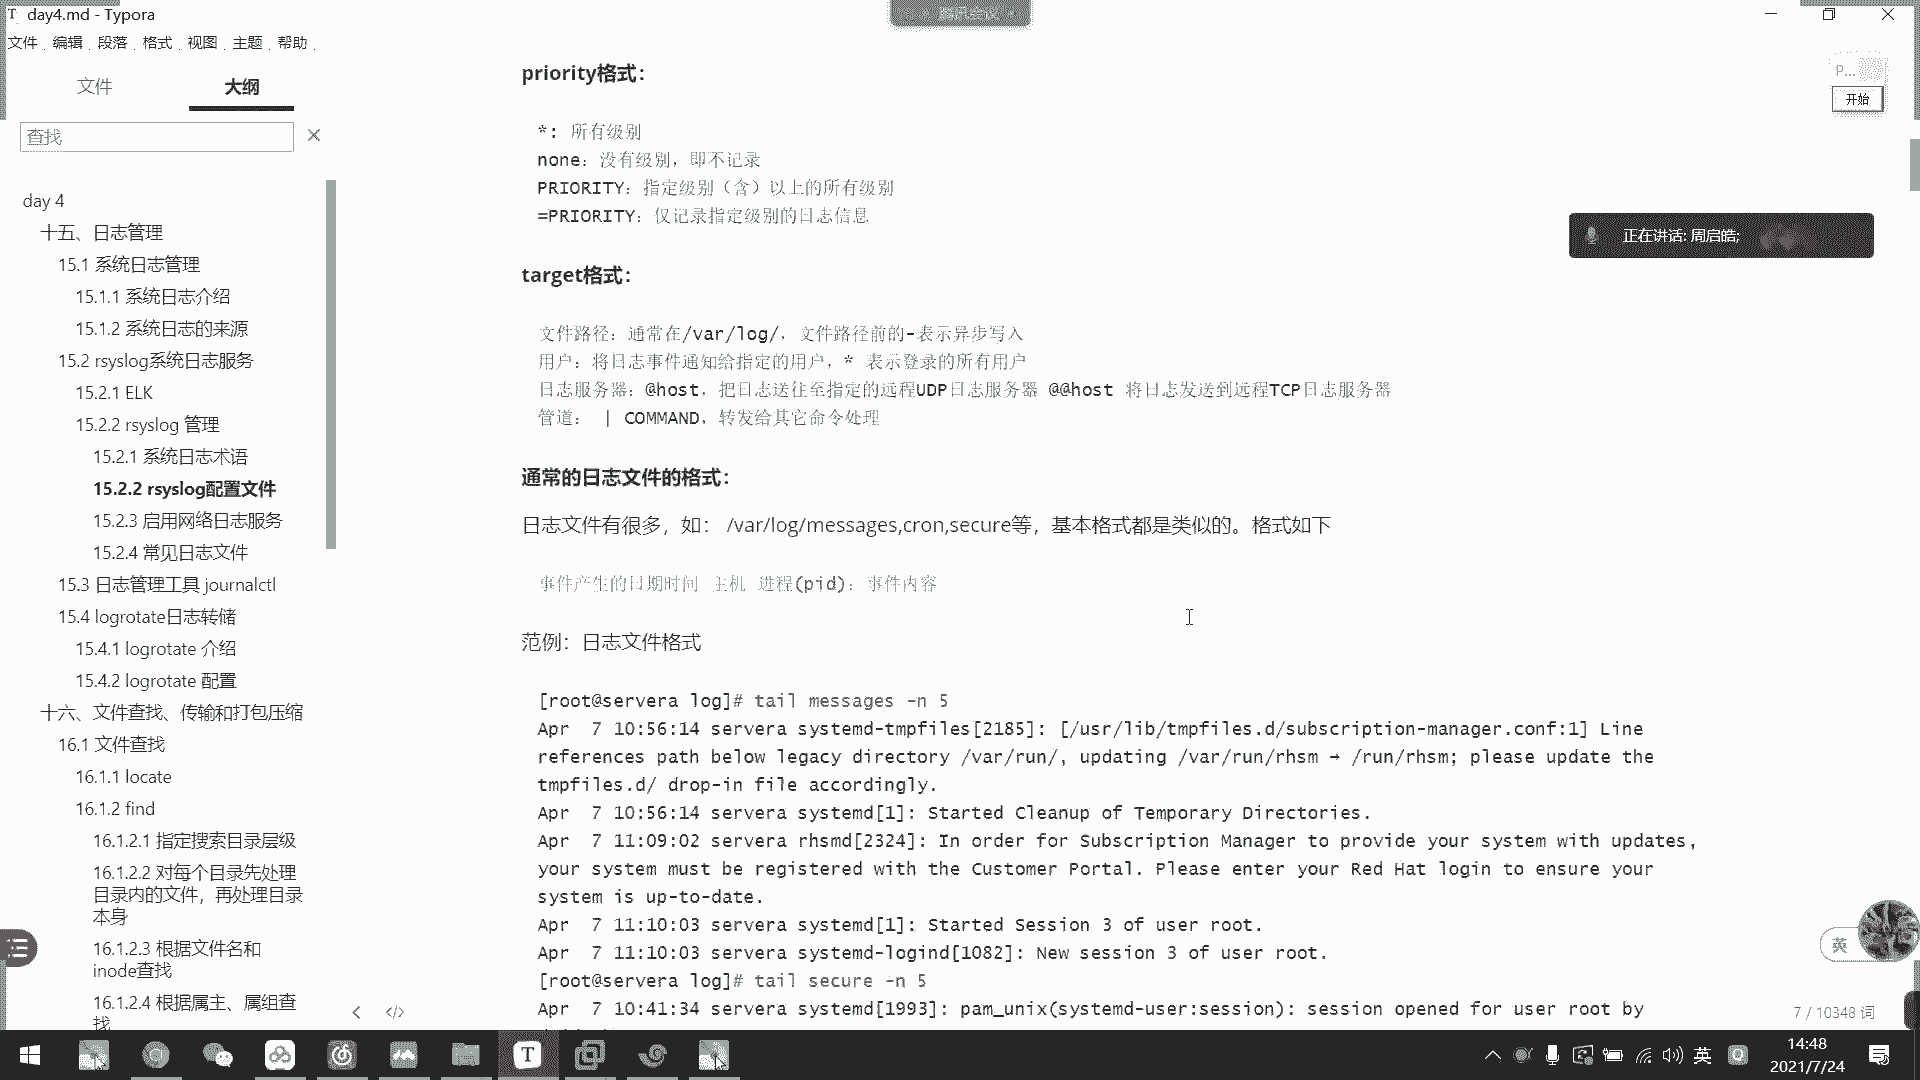 day4.md - Typora
腾讯会议
文件 编辑 段落 格式 视图 主题 帮助
文件 大纲
查找
day 4
十五、日志管理
15.1 系统日志管理
15.1.1 系统日志介绍
15.1.2 系统日志的来源
15.2 rsyslog系统日志服务
15.2.1 ELK
15.2.2 rsyslog 管理
15.2.1 系统日志术语
15.2.2 rsyslog配置文件
15.2.3 启用网络日志服务
15.2.4 常见日志文件
15.3 日志管理工具 journalctl
15.4 logrotate日志转储
15.4.1 logrotate 介绍
15.4.2 logrotate 配置
十六、文件查找、传输和打包压缩
16.1 文件查找
16.1.1 locate
16.1.2 find
16.1.2.1 指定搜索目录层级
16.1.2.2 对每个目录先处理
目录内的文件，再处理目录
本身
16.1.2.3 根据文件名和
inode查找
16.1.2.4 根据属主、属组查
找
priority格式：
*: 所有级别
none：没有级别，即不记录
PRIORITY：指定级别（含）以上的所有级别
=PRIORITY：仅记录指定级别的日志信息
target格式：
文件路径：通常在/var/log/，文件路径前的-表示异步写入
用户：将日志事件通知给指定的用户，* 表示登录的所有用户
日志服务器：@host，把日志送往至指定的远程UDP日志服务器 @@host 将日志发送到远程TCP日志服务器
管道： | COMMAND，转发给其它命令处理
通常的日志文件的格式：
日志文件有很多，如： /var/log/messages,cron,secure等，基本格式都是类似的。格式如下
事件产生的日期时间 主机 进程(pid)：事件内容
范例：日志文件格式
[root@servera log]# tail messages -n 5
Apr  7 10:56:14 servera systemd-tmpfiles[2185]: [/usr/lib/tmpfiles.d/subscription-manager.conf:1] Line
references path below legacy directory /var/run/, updating /var/run/rhsm → /run/rhsm; please update the
tmpfiles.d/ drop-in file accordingly.
Apr  7 10:56:14 servera systemd[1]: Started Cleanup of Temporary Directories.
Apr  7 11:09:02 servera rhsmd[2324]: In order for Subscription Manager to provide your system with updates,
your system must be registered with the Customer Portal. Please enter your Red Hat login to ensure your
system is up-to-date.
Apr  7 11:10:03 servera systemd[1]: Started Session 3 of user root.
Apr  7 11:10:03 servera systemd-logind[1082]: New session 3 of user root.
[root@servera log]# tail secure -n 5
Apr  7 10:41:34 servera systemd[1993]: pam_unix(systemd-user:session): session opened for user root by
P...
开始
正在讲话: 周启皓;
英
7 / 10348 词
英
14:48
2021/7/24